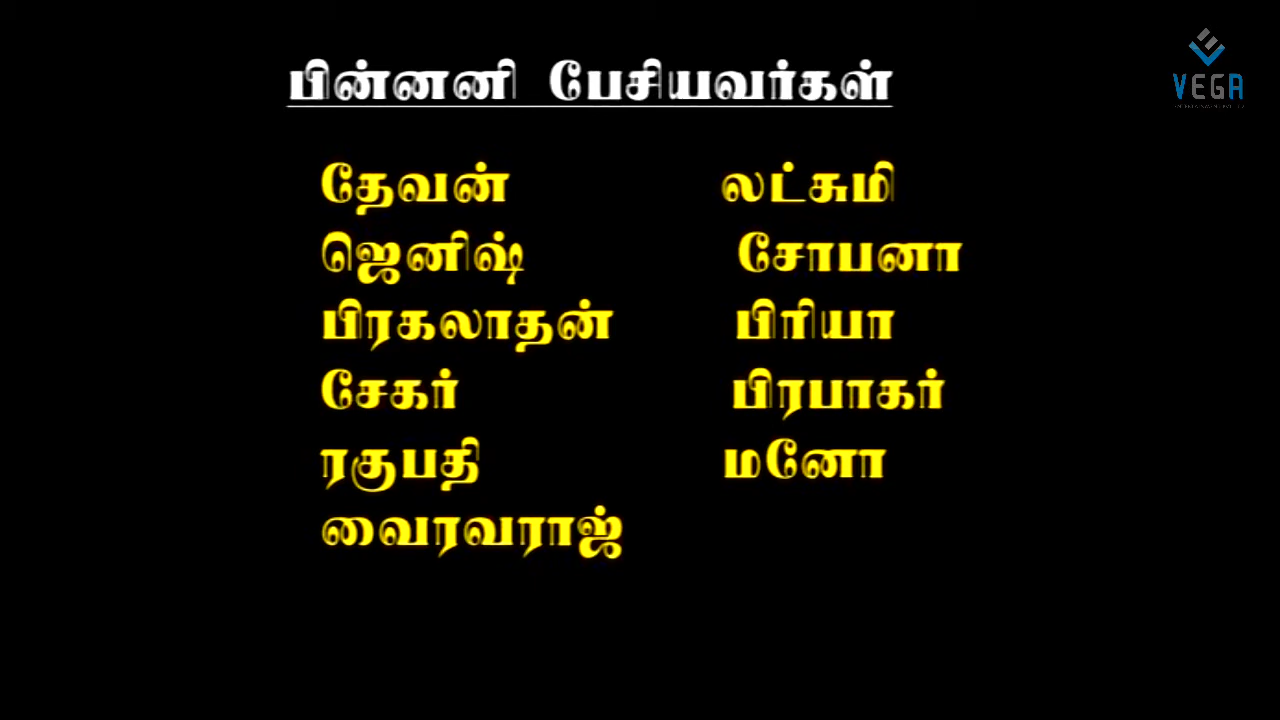 பின்னனி பேசியவர்கள்
VEGA
தேவன் லட்சுமி
ஜெனிஷ் சோபனா
பிரகலாதன் பிரியா
சேகர் பிரபாகர்
ரகுபதி மனோ
வைரவராஜ்